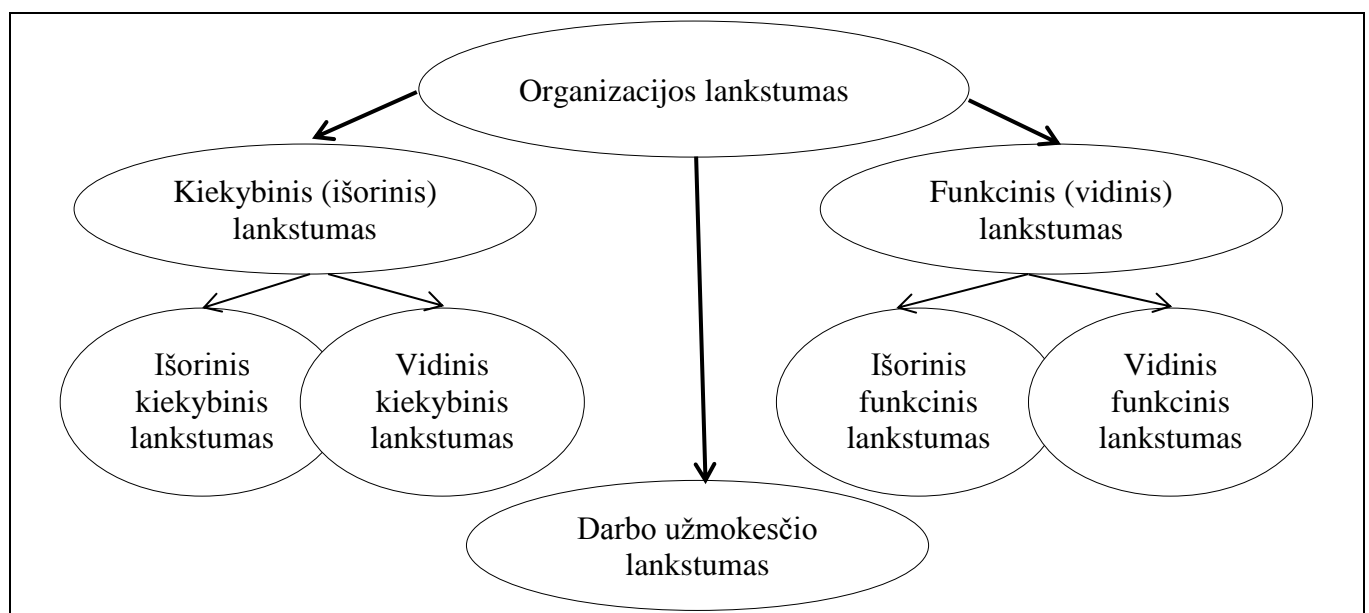 Organizacijos lankstumas
Kiekybinis (išorinis)
lankstumas
Funkcinis (vidinis)
lankstumas
Išorinis
kiekybinis
lankstumas
Vidinis
kiekybinis
lankstumas
Išorinis
funkcinis
lankstumas
Vidinis
funkcinis
lankstumas
Darbo užmokesčio
lankstumas